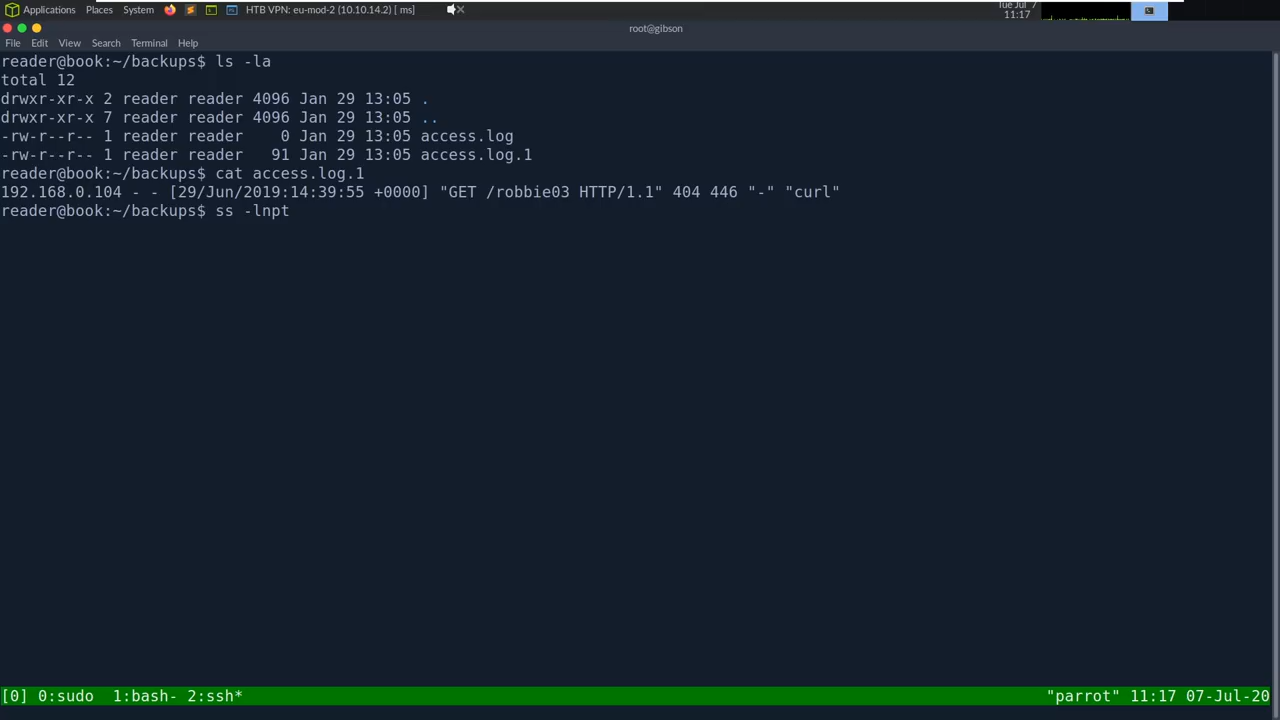 Applications Places System HTB VPN: eu-mod-2 (10.10.14.2) [ ms]
Tue Jul 7
11:17
root@gibson
File Edit View Search Terminal Help
reader@book:~/backups$ ls -la
total 12
drwxr-xr-x 2 reader reader 4096 Jan 29 13:05 .
drwxr-xr-x 7 reader reader 4096 Jan 29 13:05 ..
-rw-r--r-- 1 reader reader    0 Jan 29 13:05 access.log
-rw-r--r-- 1 reader reader   91 Jan 29 13:05 access.log.1
reader@book:~/backups$ cat access.log.1
192.168.0.104 - - [29/Jun/2019:14:39:55 +0000] "GET /robbie03 HTTP/1.1" 404 446 "-" "curl"
reader@book:~/backups$ ss -lnpt
[0] 0:sudo  1:bash- 2:ssh* "parrot" 11:17 07-Jul-20